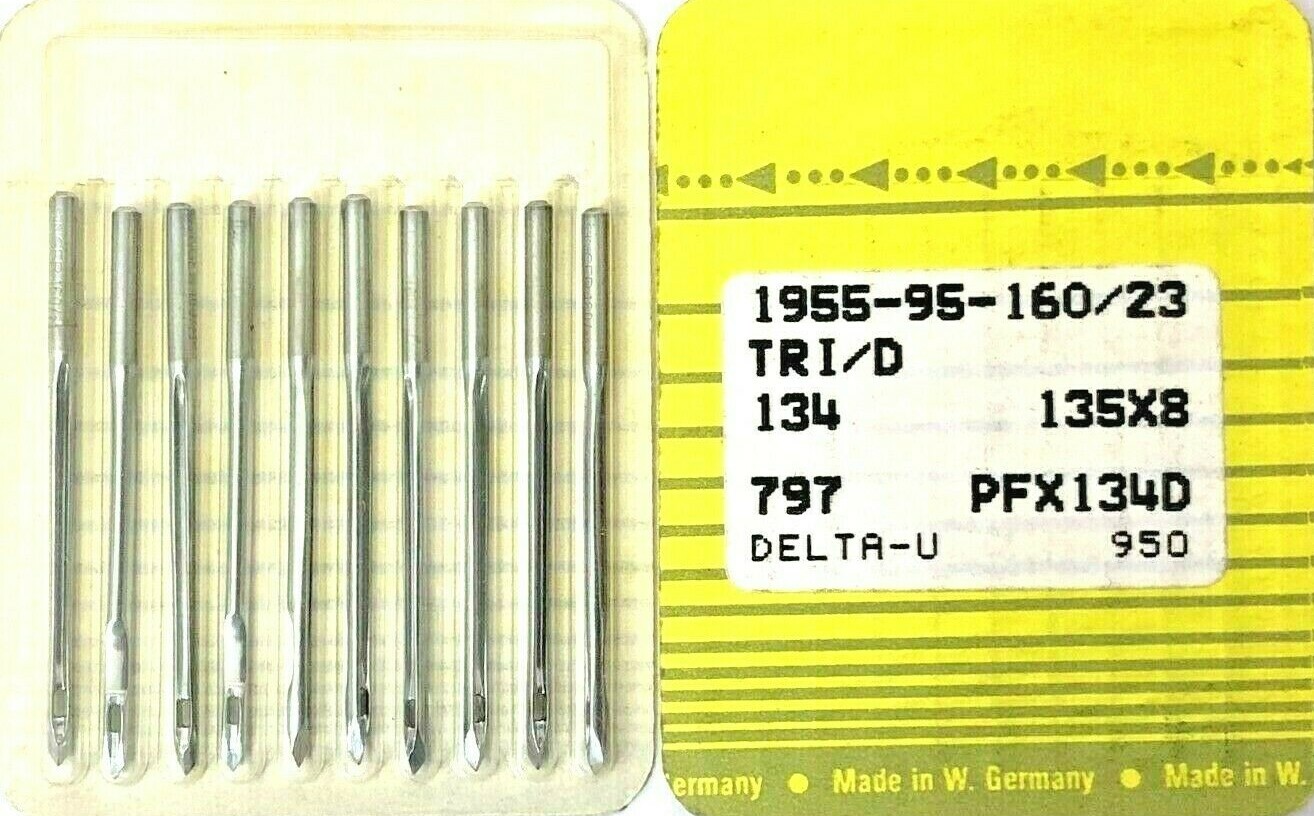 1955-95-160/23
TRI/D
134 135X8
797 PFX134D
DELTA-U 950
ermany ● Made in W. Germany ● Made in W.